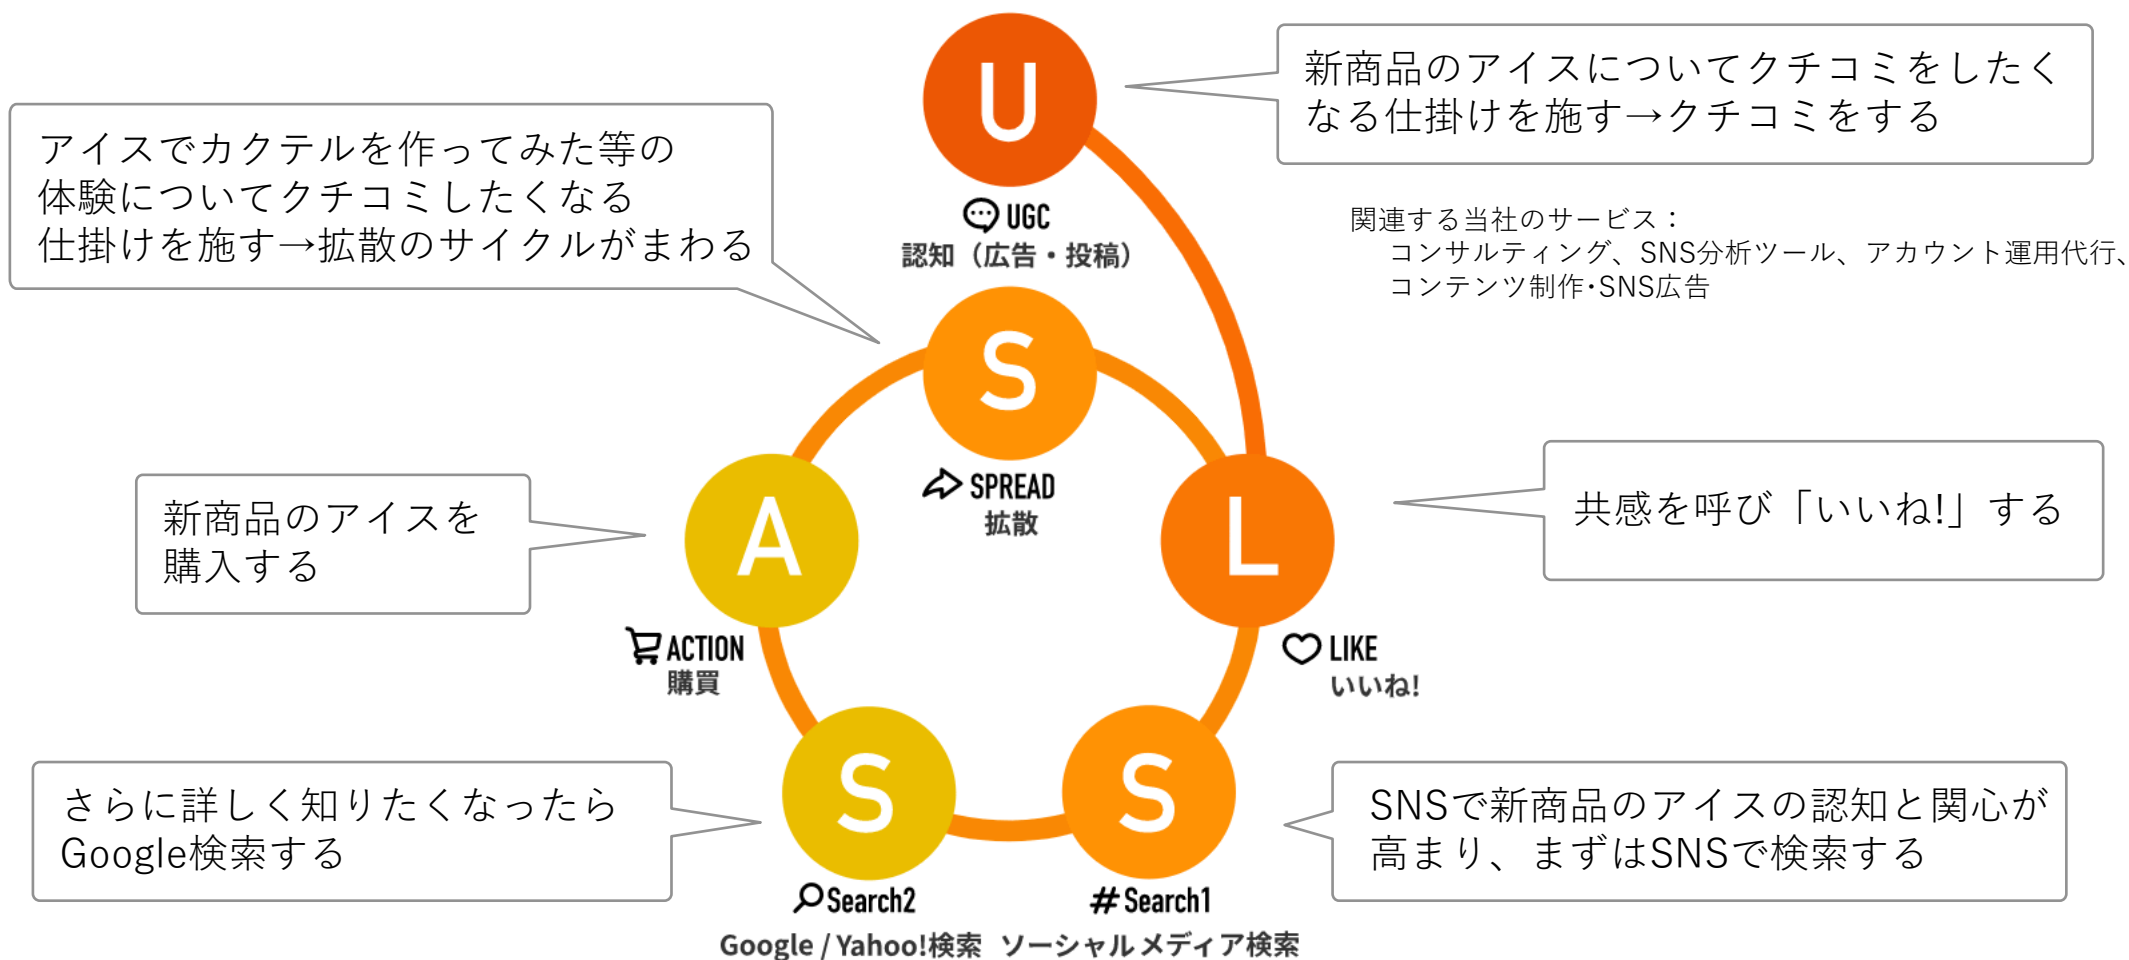 U
新商品のアイスについてクチコミをしたく
なる仕掛けを施す→クチコミをする
アイスでカクテルを作ってみた等の
体験についてクチコミしたくなる
仕掛けを施す→拡散のサイクルがまわる
UGC
認知（広告・投稿）
関連する当社のサービス：
コンサルティング、SNS分析ツール、アカウント運用代行、
コンテンツ制作･SNS広告
S
SPREAD
拡散
新商品のアイスを
購入する
A
ACTION
購買
L
LIKE
いいね!
共感を呼び「いいね!」する
さらに詳しく知りたくなったら
Google検索する
S
Search2
Google / Yahoo!検索
S
#Search1
ソーシャルメディア検索
SNSで新商品のアイスの認知と関心が
高まり、まずはSNSで検索する